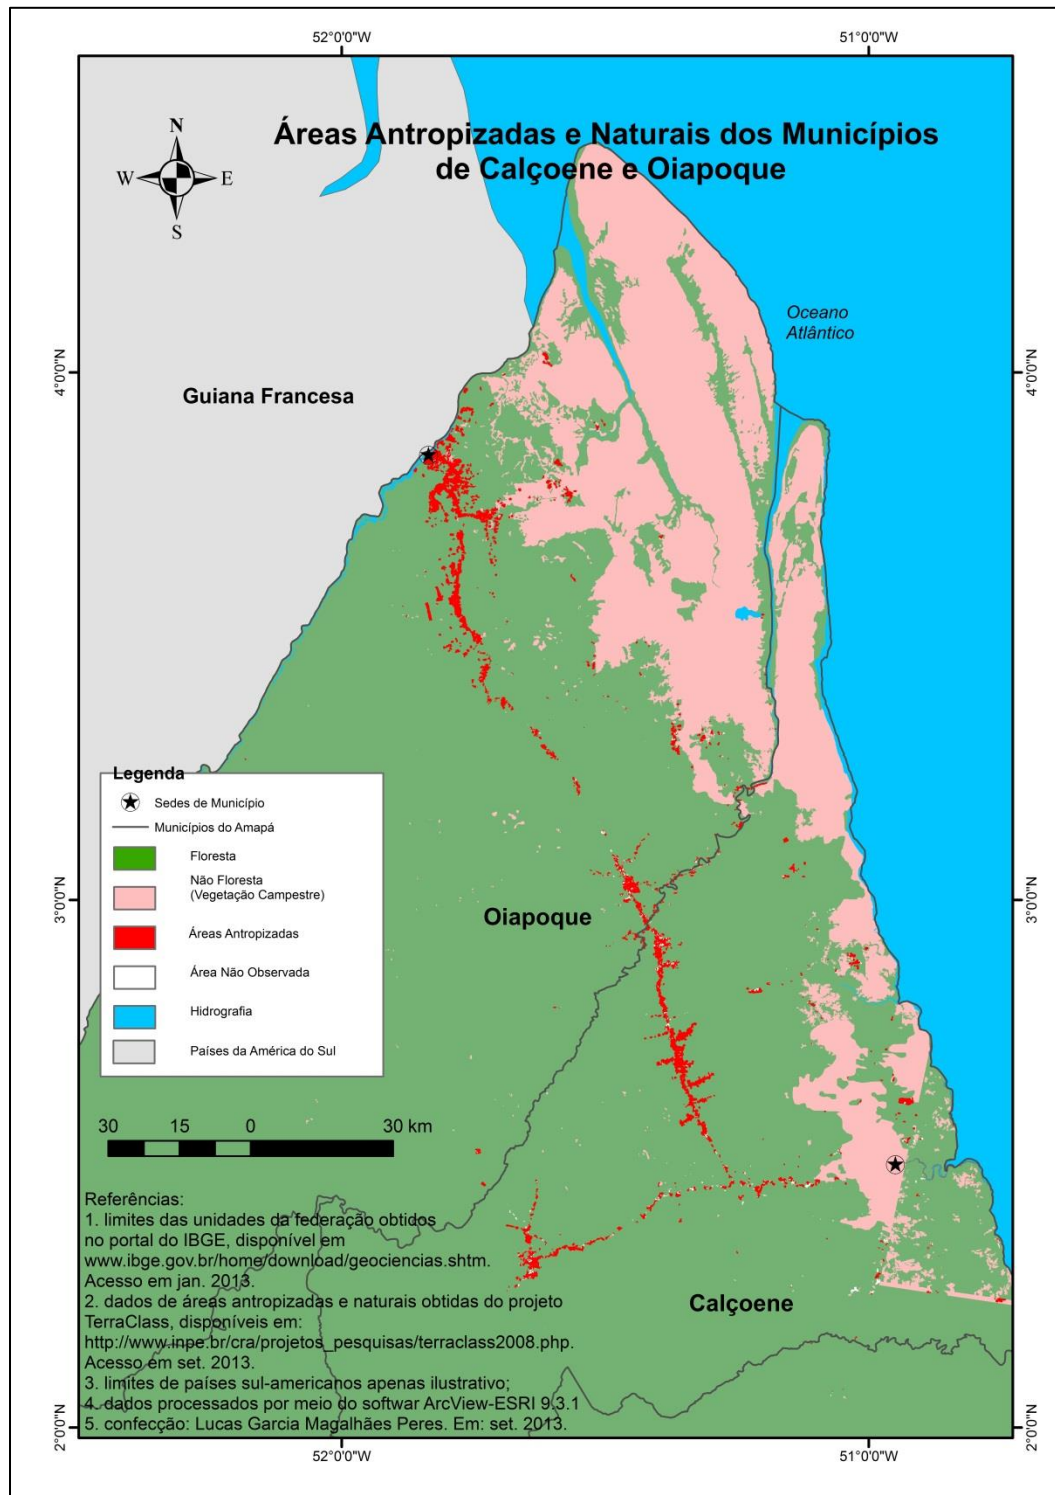 52°0'0"W
51°0'0"W
Áreas Antropizadas e Naturais dos Municípios
de Calçoene e Oiapoque
N
W
E
S
Oceano
Atlântico
4°0'0"N
4°0'0"N
Guiana Francesa
Legenda
Sedes de Município
Municípios do Amapá
Floresta
Não Floresta
(Vegetação Campestre)
Áreas Antropizadas
Área Não Observada
Hidrografia
Países da América do Sul
3°0'0"N
3°0'0"N
Oiapoque
30 15 0 30 km
Referências:
1. limites das unidades da federação obtidos
no portal do IBGE, disponível em
www.ibge.gov.br/home/download/geociencias.shtm.
Acesso em jan. 2013.
2. dados de áreas antropizadas e naturais obtidas do projeto
TerraClass, disponíveis em:
http://www.inpe.br/cra/projetos_pesquisas/terraclass2008.php.
Acesso em set. 2013.
3. limites de países sul-americanos apenas ilustrativo;
4. dados processados por meio do softwar ArcView-ESRI 9.3.1
5. confecção: Lucas Garcia Magalhães Peres. Em: set. 2013.
Calçoene
2°0'0"N
2°0'0"N
52°0'0"W
51°0'0"W